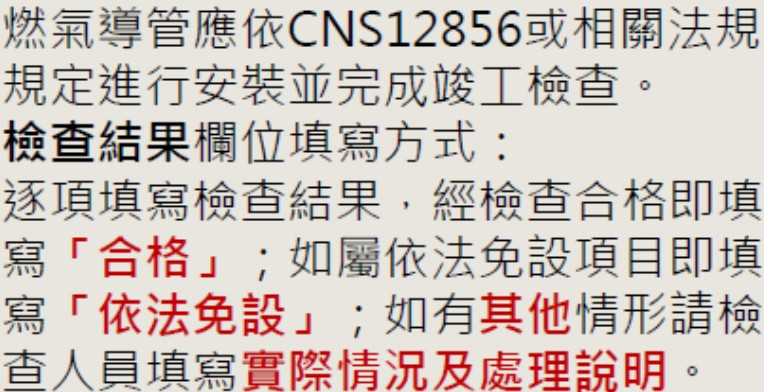 燃氣導管應依CNS12856或相關法規
規定進行安裝並完成竣工檢查。
檢查結果欄位填寫方式：
逐項填寫檢查結果，經檢查合格即填
寫「合格」；如屬依法免設項目即填
寫「依法免設」；如有其他情形請檢
查人員填寫實際情況及處理說明。